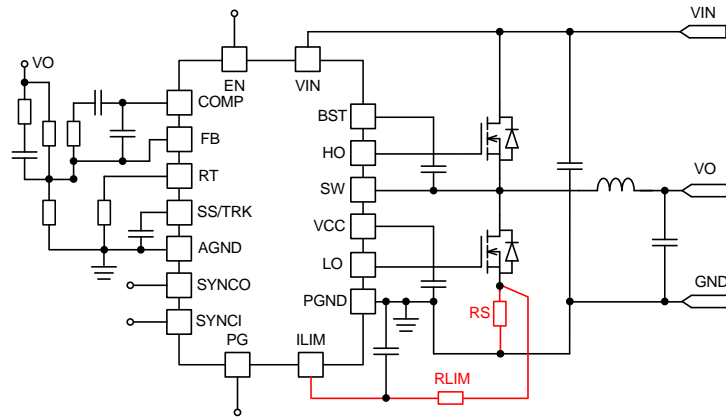 VIN
VO
EN
VIN
COMP
BST
FB
HO
RT
SW
VO
SS/TRK
VCC
AGND
LO
SYNCO
PGND
GND
RS
SYNCI
PG
ILIM
RLIM